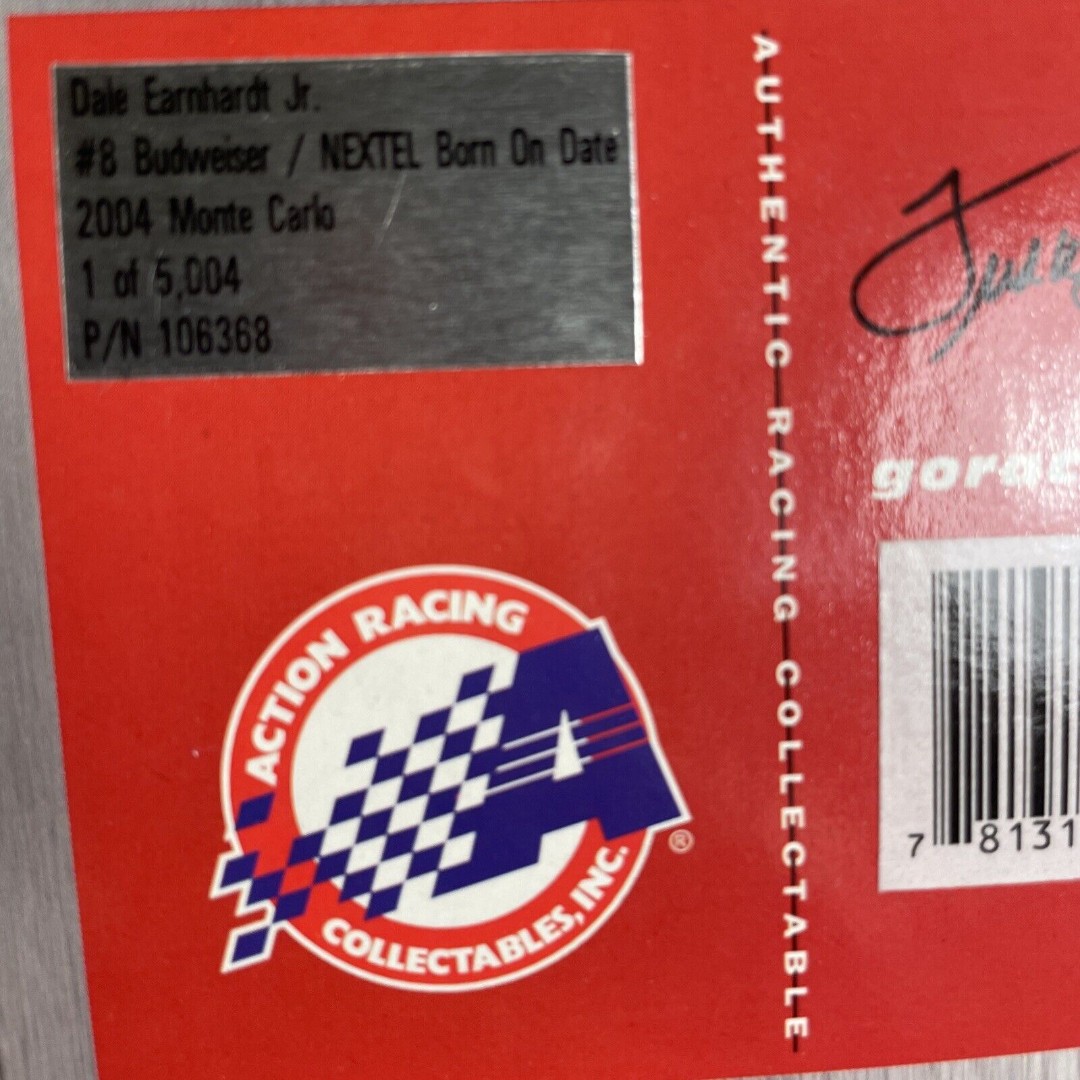 Dale Earnhardt Jr.
#8 Budweiser / NEXTEL Born On Date
2004 Monte Carlo
1 of 5,004
P/N 106368
AUTHENTIC RACING COLLECTABLE
ACTION RACING
COLLECTABLES, INC.
®
7 8131